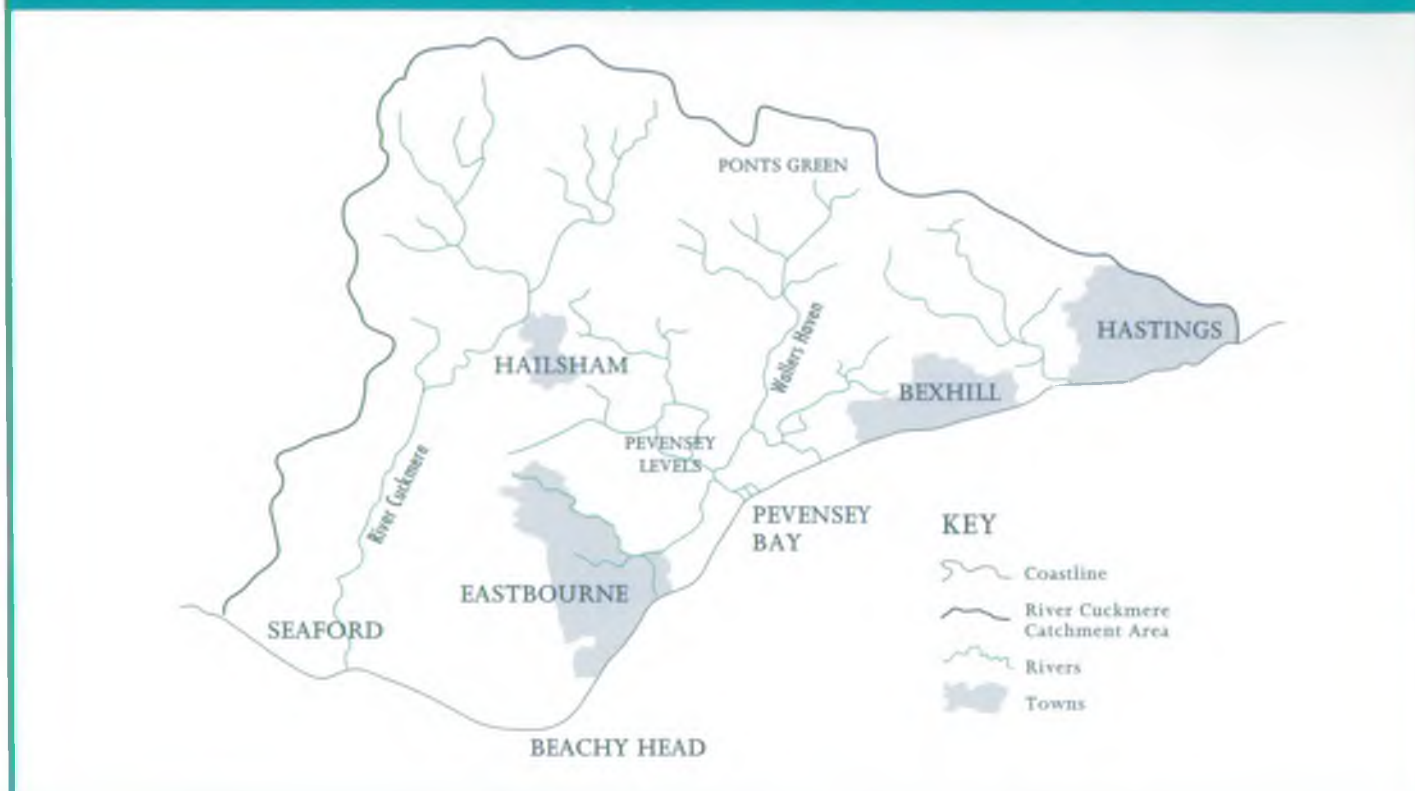 PONTS GREEN
Wallers Haven
HASTINGS
HAILSHAM
BEXHILL
PEVENSEY
LEVELS
River Cuckmere
PEVENSEY
BAY
EASTBOURNE
SEAFORD
BEACHY HEAD
KEY
Coastline
River Cuckmere
Catchment Area
Rivers
Towns